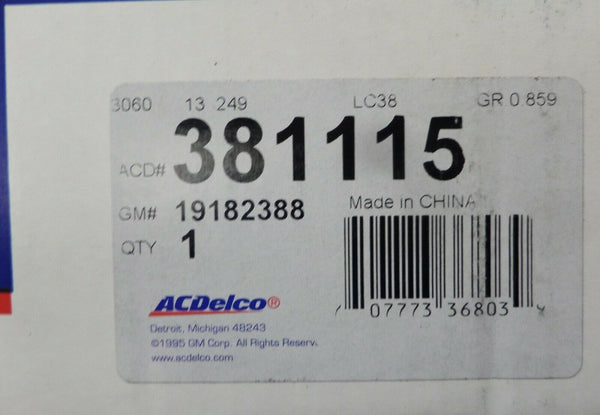 3060 13 249 LC38 GR 0 859
ACD# 381115
GM# 19182388 Made in CHINA
QTY 1
07773 36803
ACDelco®
Detroit, Michigan 48243
©1995 GM Corp. All Rights Reserv.
www.acdelco.com